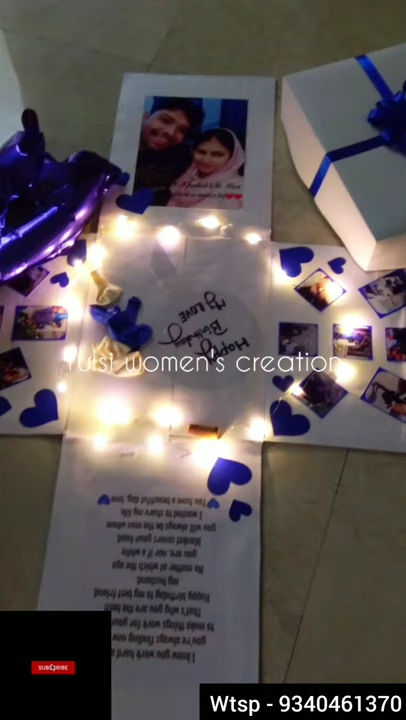 Happy
Birthday
My LOVE
Tulsi women's creation
I know you work hard a
you're always finding new
to make things work for your
That's why you are the best!
Happy birthday to my best friend,
my husband.
No matter at which the age
you are, or if a white
blanket covers your head
you will always be the man whom
I wanted to share my life.
You have a beautiful day, love
SUBSCRIBE
Wtsp - 9340461370